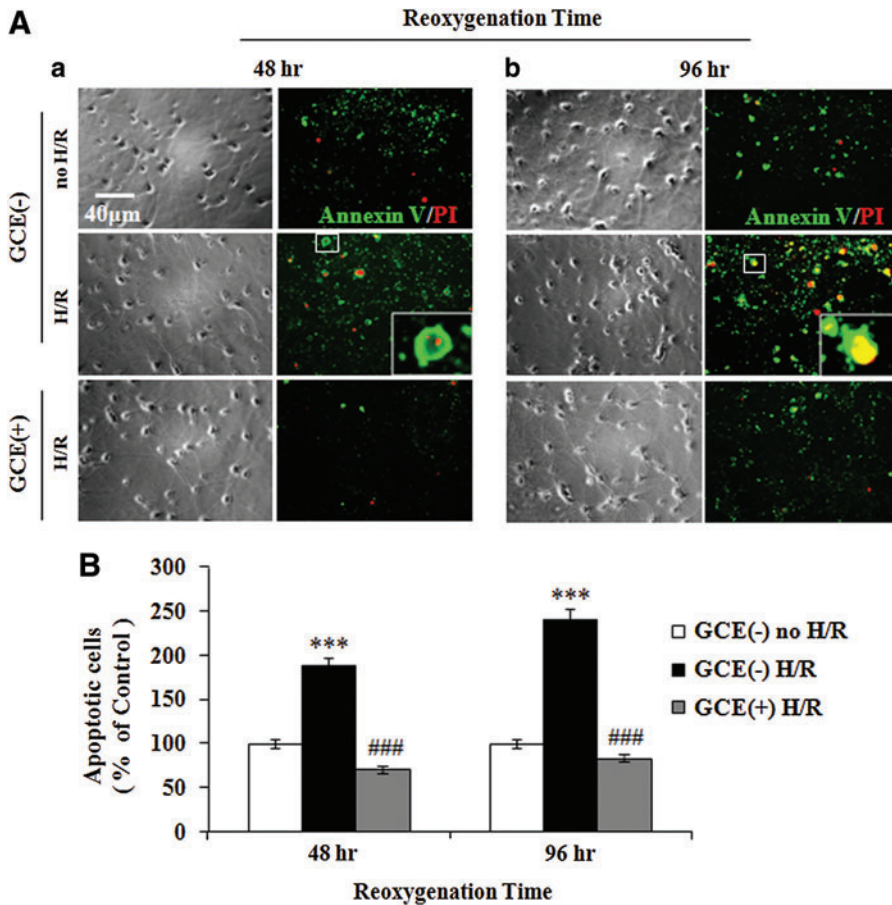 A
Reoxygenation Time
a
48 hr
b
96 hr
GCE(-)
no H/R
40µm
Annexin V/PI
Annexin V/PI
H/R
GCE(+)
H/R
B
300
250
200
150
100
50
0
Apoptotic cells
( % of Control )
***
###
***
###
GCE(-) no H/R
GCE(-) H/R
GCE(+) H/R
48 hr
96 hr
Reoxygenation Time